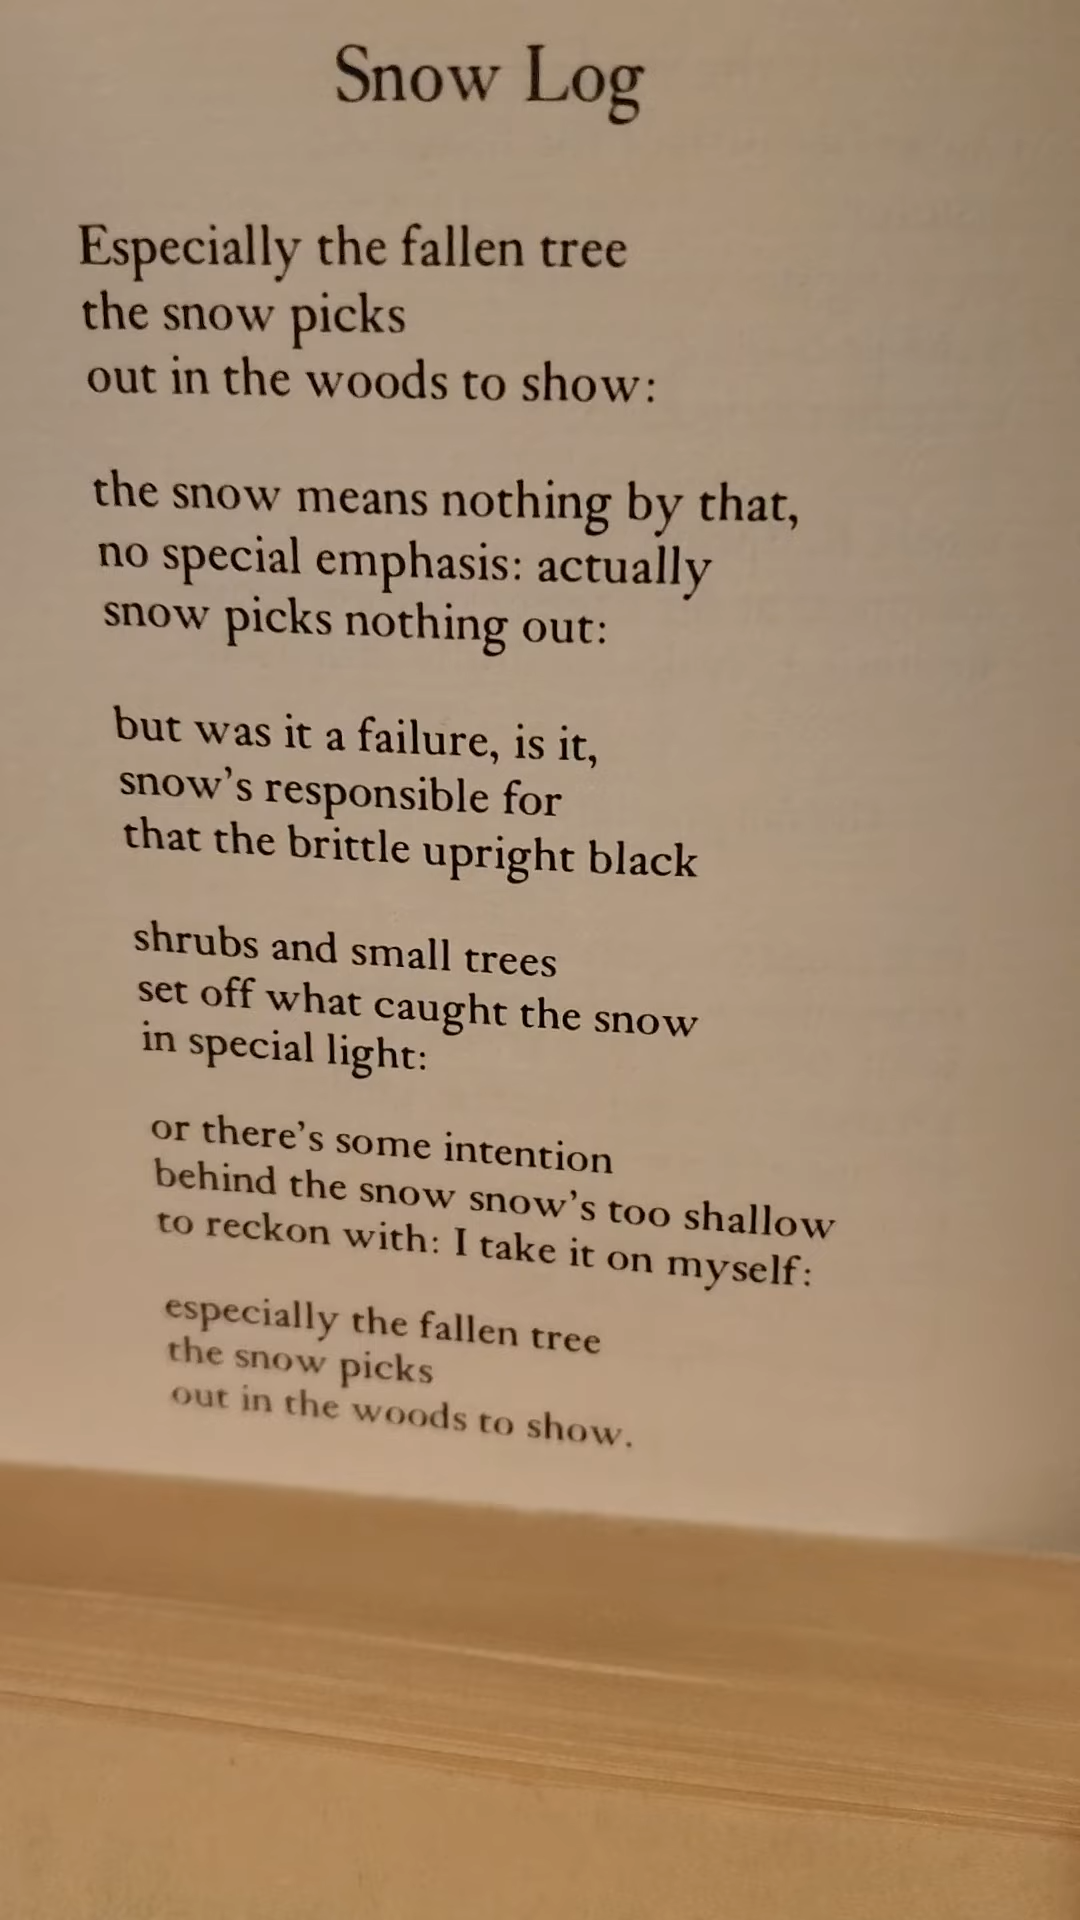 Snow Log
Especially the fallen tree
the snow picks
out in the woods to show:
the snow means nothing by that,
no special emphasis: actually
snow picks nothing out:
but was it a failure, is it,
snow’s responsible for
that the brittle upright black
shrubs and small trees
set off what caught the snow
in special light:
or there’s some intention
behind the snow snow’s too shallow
to reckon with: I take it on myself:
especially the fallen tree
the snow picks
out in the woods to show.